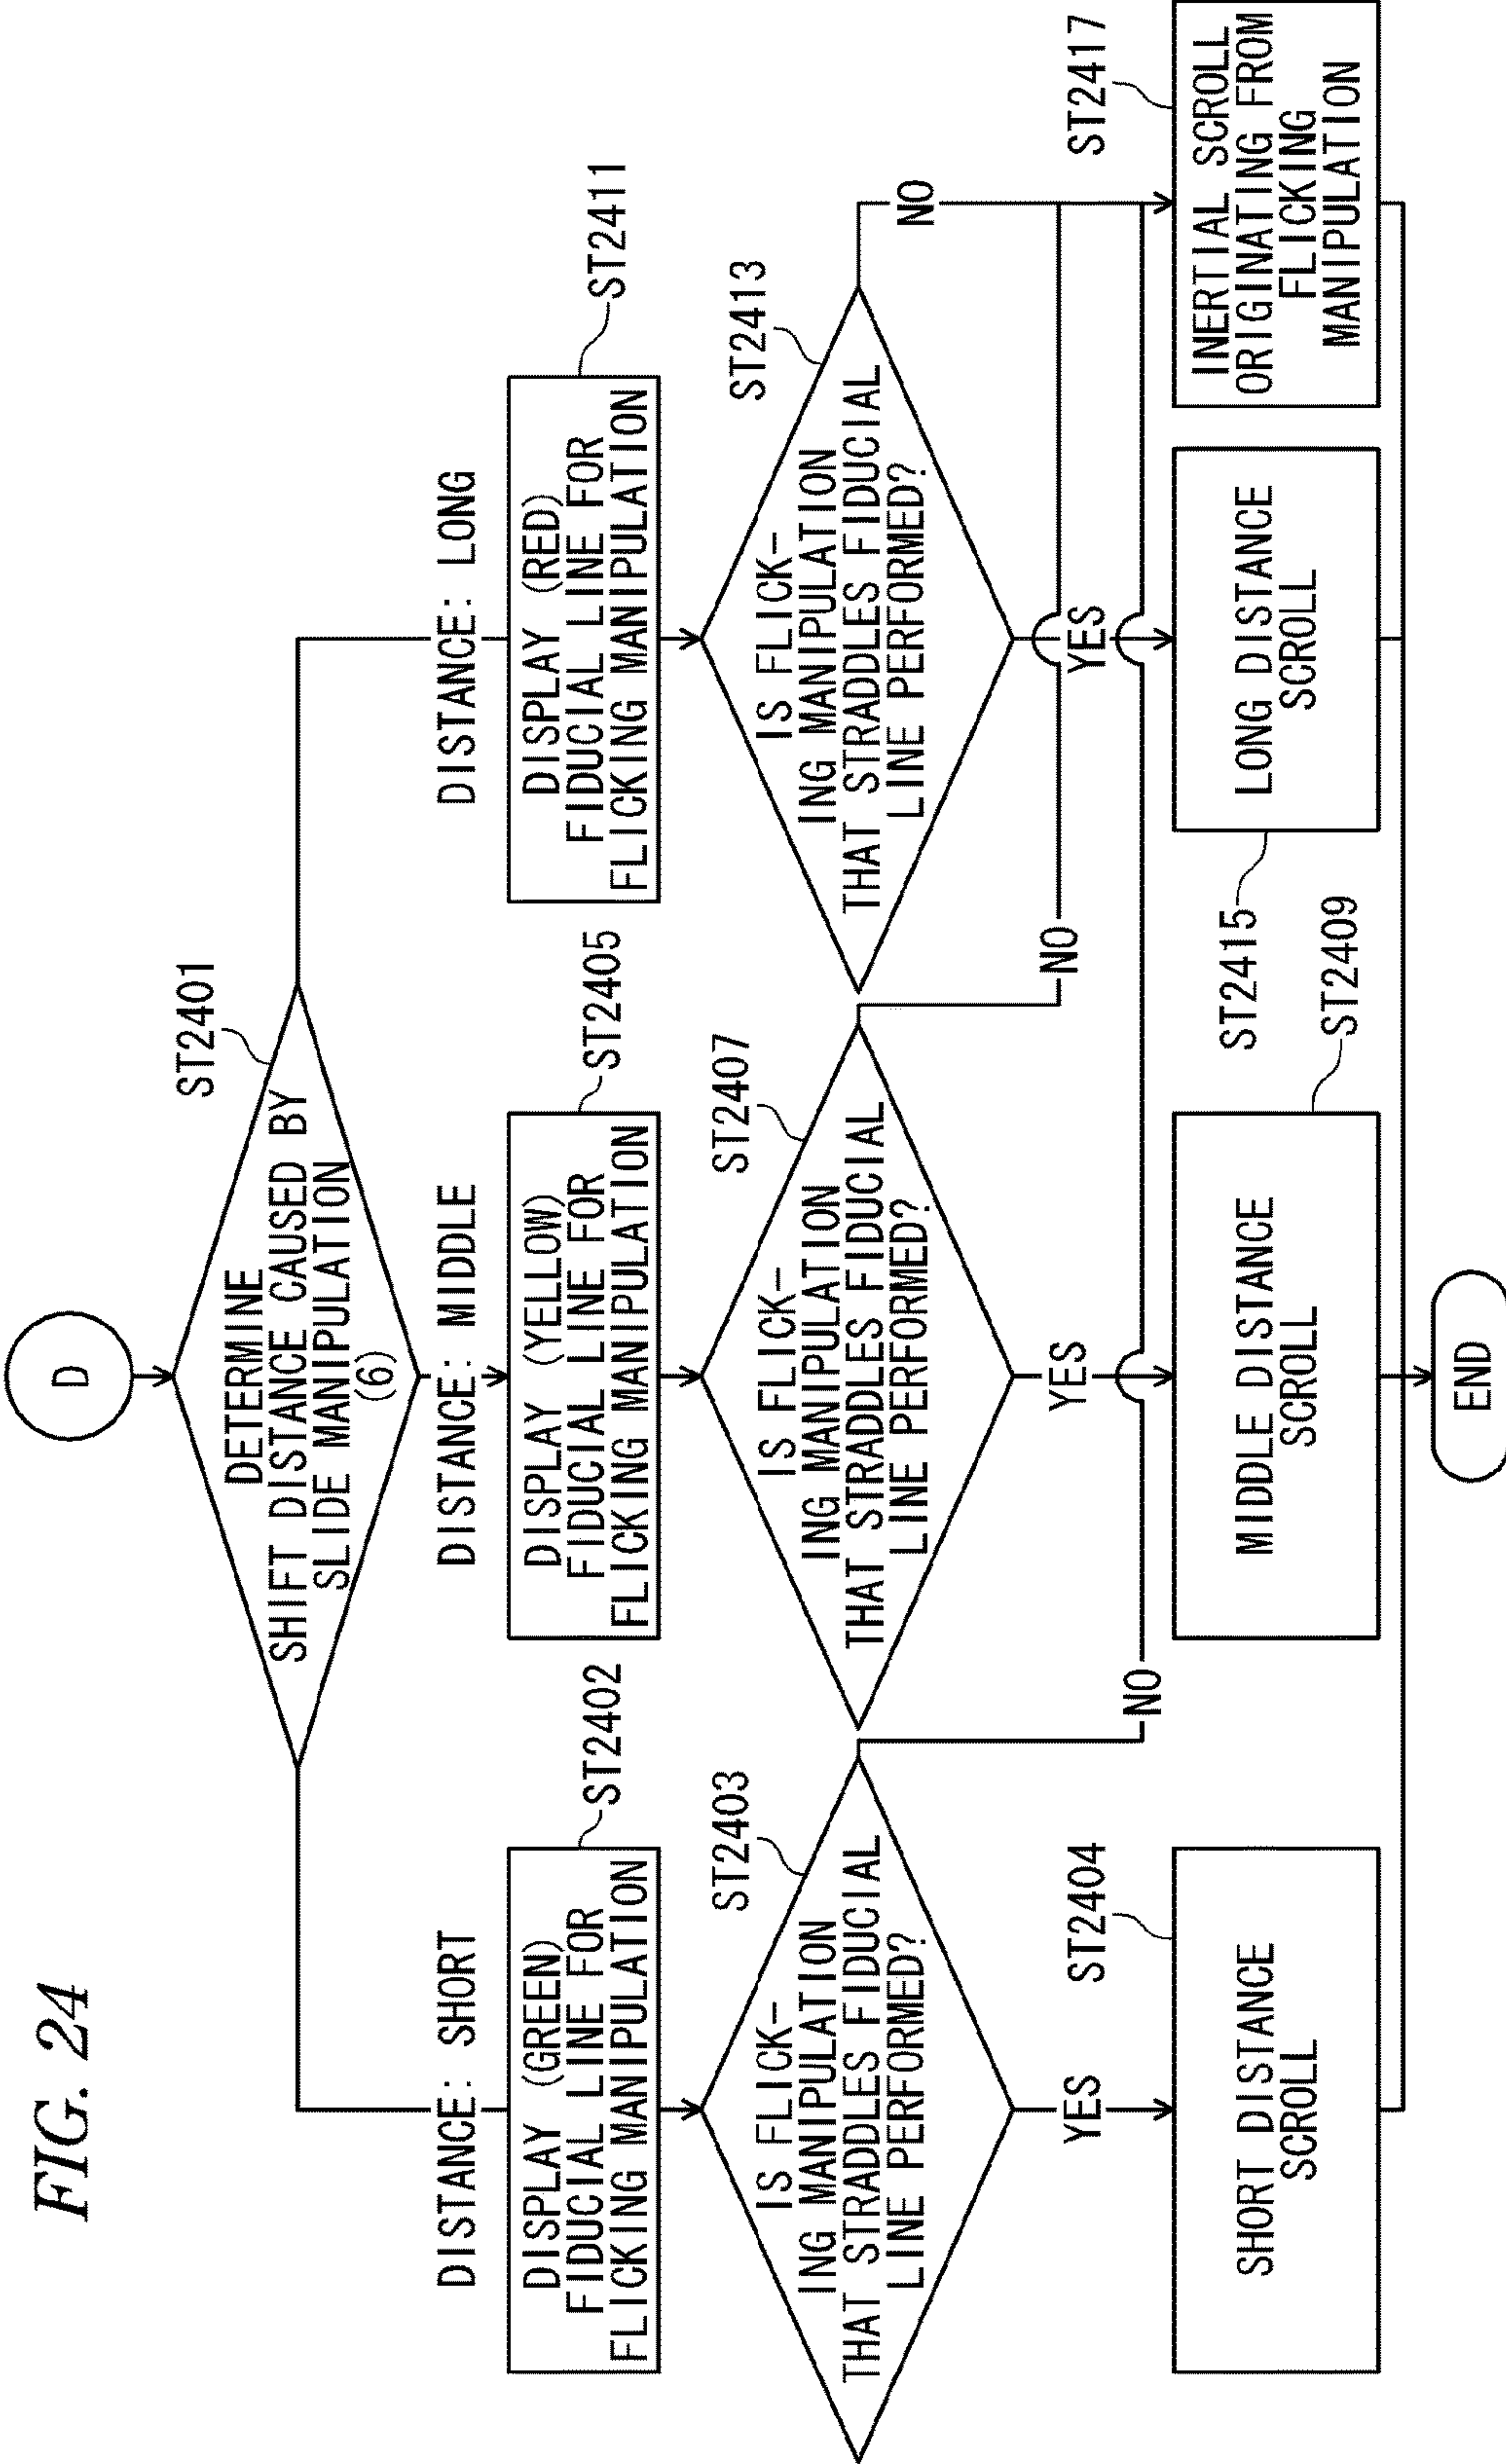 FIG. 24
D
ST2401
DETERMINE
SHIFT DISTANCE CAUSED BY
SLIDE MANIPULATION
(6)
DISTANCE: SHORT
DISTANCE: MIDDLE
DISTANCE: LONG
ST2402
DISPLAY (GREEN)
FIDUCIAL LINE FOR
FLICKING MANIPULATION
ST2405
DISPLAY (YELLOW)
FIDUCIAL LINE FOR
FLICKING MANIPULATION
ST2411
DISPLAY (RED)
FIDUCIAL LINE FOR
FLICKING MANIPULATION
ST2403
IS FLICK-
ING MANIPULATION
THAT STRADDLES FIDUCIAL
LINE PERFORMED?
ST2407
IS FLICK-
ING MANIPULATION
THAT STRADDLES FIDUCIAL
LINE PERFORMED?
ST2413
IS FLICK-
ING MANIPULATION
THAT STRADDLES FIDUCIAL
LINE PERFORMED?
NO
NO
NO
YES
YES
YES
ST2404
SHORT DISTANCE
SCROLL
ST2409
MIDDLE DISTANCE
SCROLL
ST2415
LONG DISTANCE
SCROLL
ST2417
INERTIAL SCROLL
ORIGINATING FROM
FLICKING
MANIPULATION
END